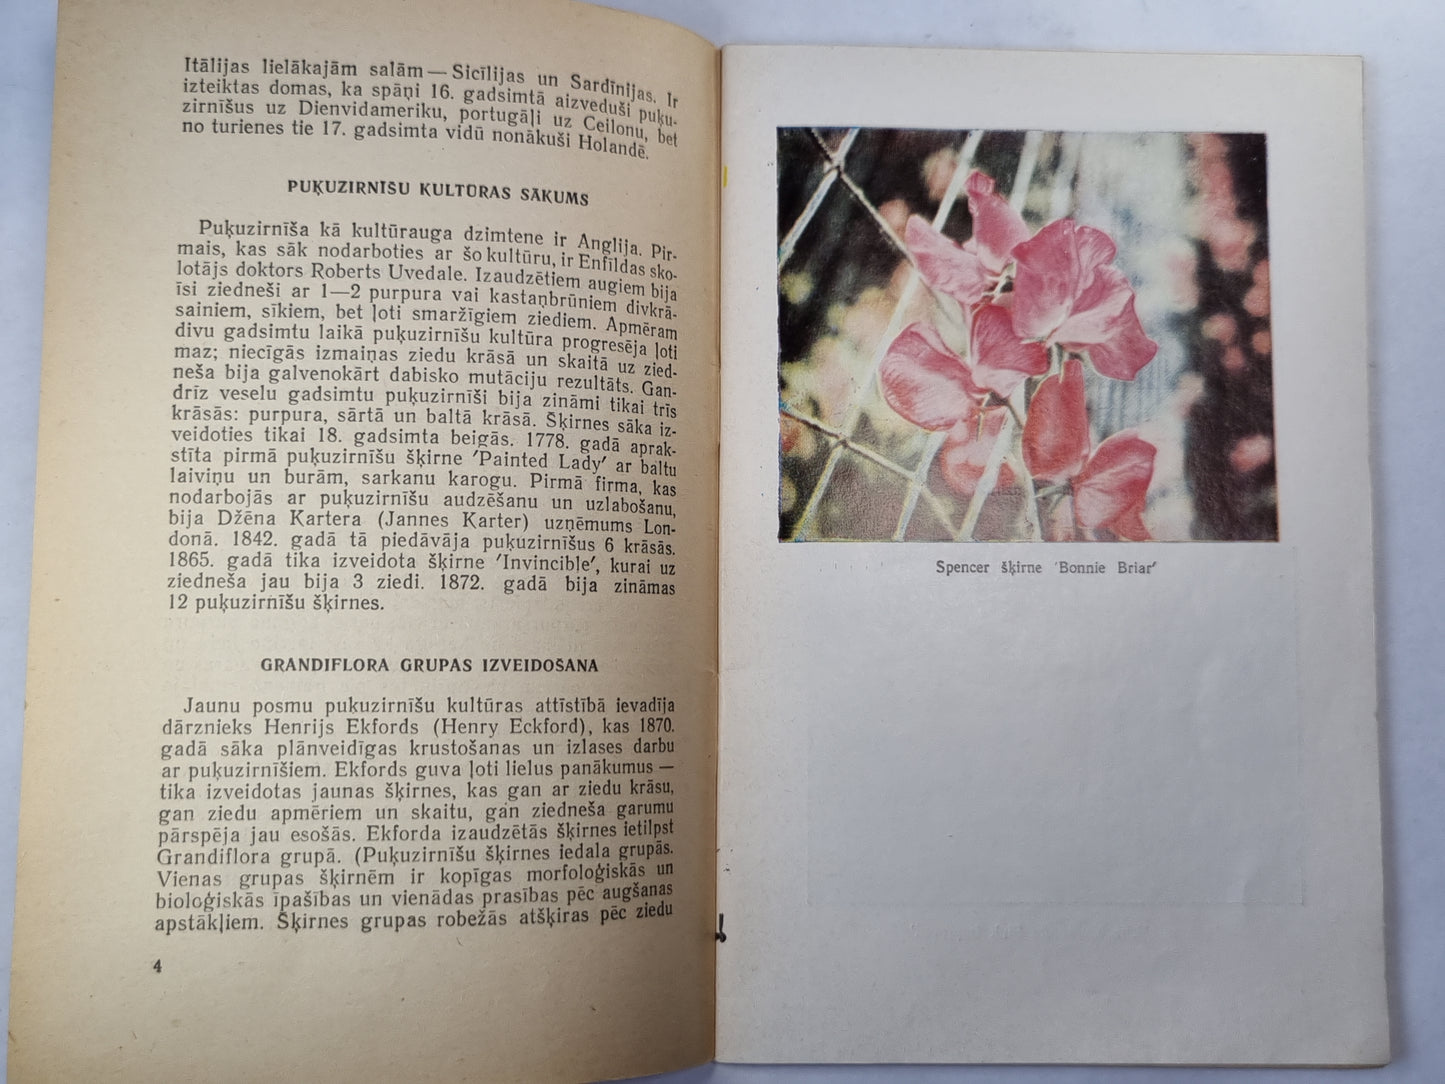 Itālijas lielākajām salām — Sicīlijas un Sardīnijas. Ir
izteiktas domas, ka spāņi 16. gadsimtā aizveduši puķu-
zirnīšus uz Dienvidameriku, portugāļi uz Ceilonu, bet
no turienes tie 17. gadsimta vidū nonākuši Holandē.
PUĶUZIRNĪŠU KULTŪRAS SĀKUMS
Puķuzirnīša kā kultūrauga dzimtene ir Anglija. Pir-
mais, kas sāk nodarboties ar šo kultūru, ir Enfīldas sko-
lotājs doktors Roberts Uvedale. Izaudzētiem augiem bija
īsi ziedneši ar 1—2 purpura vai kastaņbrūniem divkrā-
sainiem, sīkiem, bet ļoti smaržīgiem ziediem. Apmēram
divu gadsimtu laikā puķuzirnīšu kultūra progresēja ļoti
maz; niecīgās izmaiņas ziedu krāsā un skaitā uz zied-
neša bija galvenokārt dabisko mutāciju rezultāts. Gan-
drīz veselu gadsimtu puķuzirnīši bija zināmi tikai trīs
krāsās: purpura, sārtā un baltā krāsā. Šķirnes sāka iz-
veidoties tikai 18. gadsimta beigās. 1778. gadā aprak-
stīta pirmā puķuzirnīšu šķirne 'Painted Lady' ar baltu
laiviņu un burām, sarkanu karogu. Pirmā firma, kas
nodarbojās ar puķuzirnīšu audzēšanu un uzlabošanu,
bija Džēna Kartera (Jannes Karter) uzņēmums Lon-
donā. 1842. gadā tā piedāvāja puķuzirnīšus 6 krāsās.
1865. gadā tika izveidota šķirne 'Invincible', kurai uz
ziedneša jau bija 3 ziedi. 1872. gadā bija zināmas
12 puķuzirnīšu šķirnes.
GRANDIFLORA GRUPAS IZVEIDOŠANA
Jaunu posmu puķuzirnīšu kultūras attīstībā ievadīja
dārznieks Henrijs Ekfords (Henry Eckford), kas 1870.
gadā sāka plānveidīgas krustošanas un izlases darbu
ar puķuzirnīšiem. Ekfords guva ļoti lielus panākumus —
tika izveidotas jaunas šķirnes, kas gan ar ziedu krāsu,
gan ziedu apmēriem un skaitu, gan ziedneša garumu
pārspēja jau esošās. Ekforda izaudzētās šķirnes ietilpst
Grandiflora grupā. (Puķuzirnīšu šķirnes iedala grupās.
Vienas grupas šķirnēm ir kopīgas morfoloģiskās un
bioloģiskās īpašības un vienādas prasības pēc augšanas
apstākļiem. Šķirnes grupas robežās atšķiras pēc ziedu
4
Spencer šķirne 'Bonnie Briar'